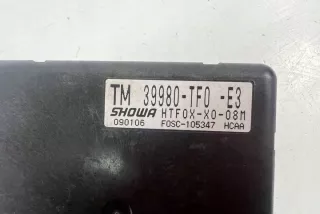 TM 39980-TF0 -E3
SHOWA HTF0X-X0-08M
090106 F0SC-105347 HCAA